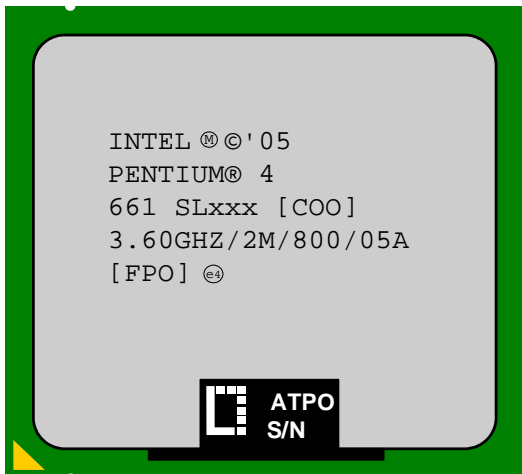 INTEL Ⓜ©'05
PENTIUM® 4
661 SLxxx [COO]
3.60GHZ/2M/800/05A
[FPO] e4
ATPO
S/N